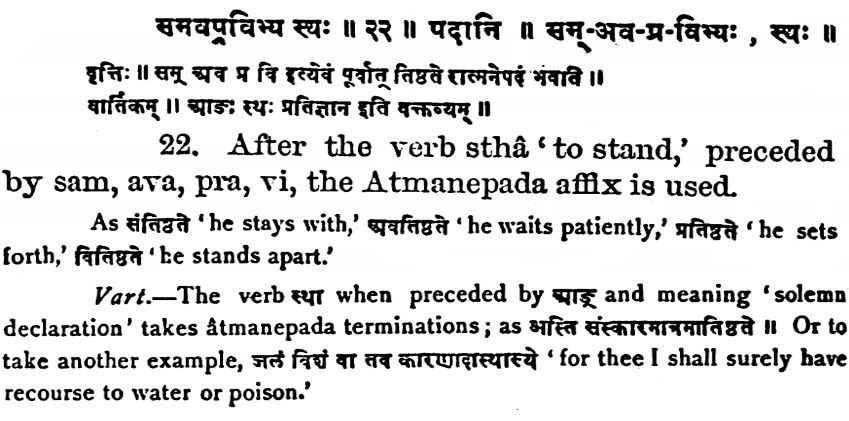 समवप्रविभ्य स्यः ॥ २२ ॥ पदानि ॥ सम्-अव-प्र-विभ्यः , स्यः ॥
वृत्तिः ॥ सम् अव प्र वि इत्येवं पूर्वात् तिष्ठते रात्मनेपदं भवति ॥
वार्तिकम् ॥ आङः स्थः प्रतिज्ञान इति वक्तव्यम् ॥
22. After the verb sthâ ‘to stand,’ preceded
by sam, ava, pra, vi, the Atmanepada affix is used.
As संतिष्ठते ‘he stays with,’ अवतिष्ठते ‘he waits patiently,’ प्रतिष्ठते ‘he sets
forth,’ वितिष्ठते ‘he stands apart.’
Vart.—The verb स्था when preceded by आङ् and meaning ‘solemn
declaration’ takes âtmanepada terminations; as अस्ति संस्कारमात्रमातिष्ठते ॥ Or to
take another example, जलं विषं वा तव कारणादास्थास्ये ‘for thee I shall surely have
recourse to water or poison.’